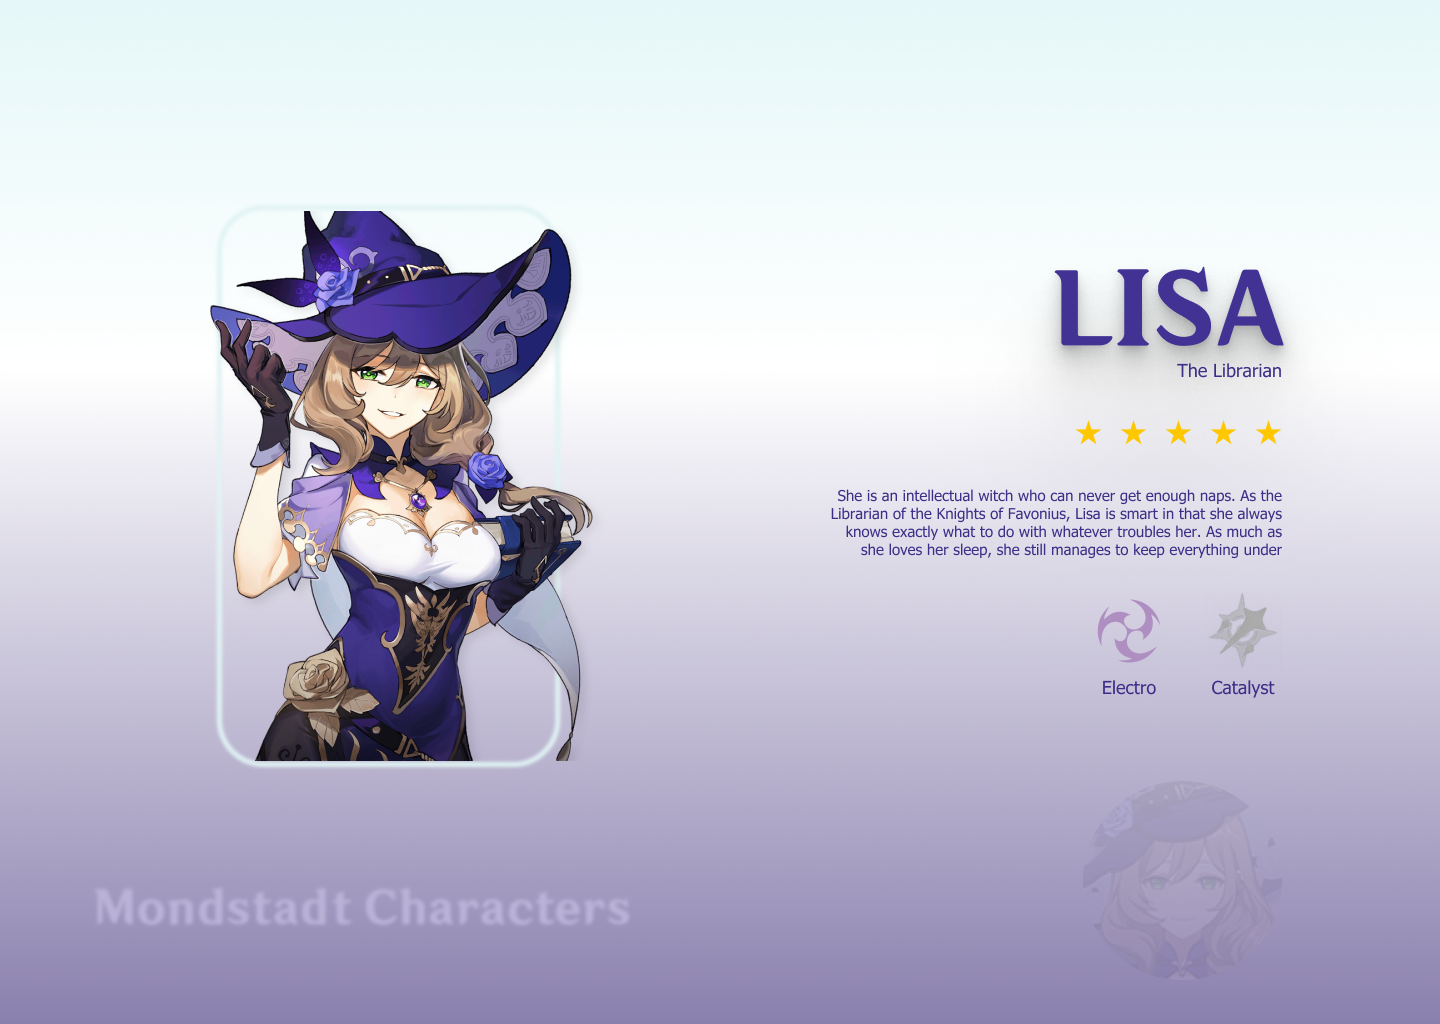 LISA
The Librarian
She is an intellectual witch who can never get enough naps. As the
Librarian of the Knights of Favonius, Lisa is smart in that she always
knows exactly what to do with whatever troubles her. As much as
she loves her sleep, she still manages to keep everything under
Electro
Catalyst
Mondstadt Characters